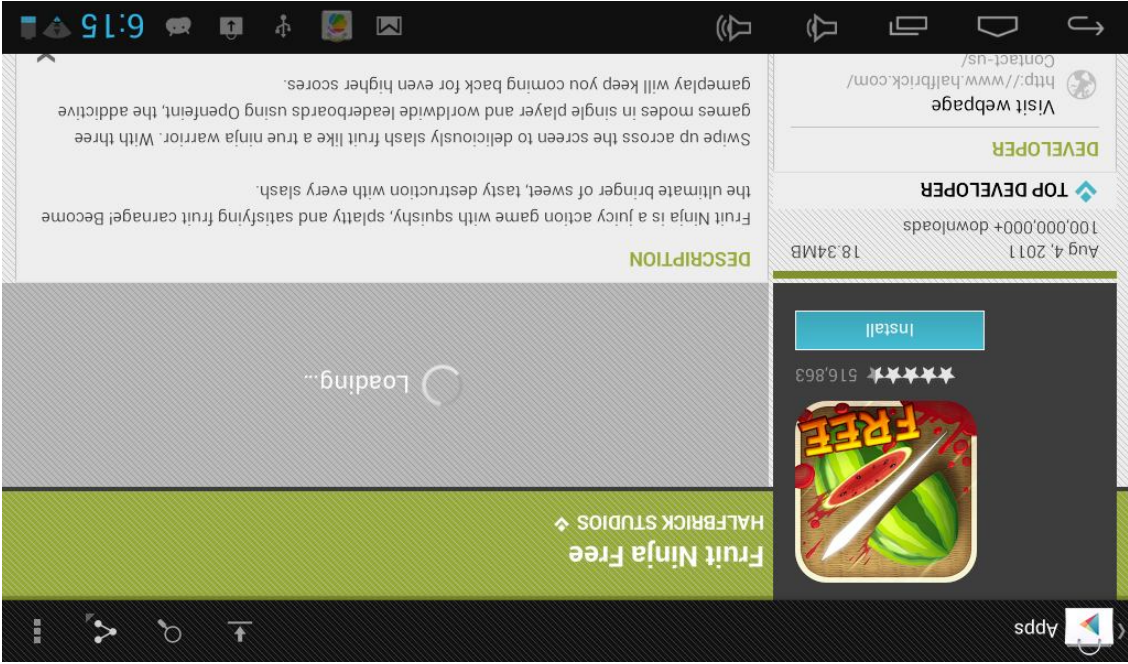 Apps
Fruit Ninja Free
HALFBRICK STUDIOS
FREE
516,863
Install
Loading...
Aug 4, 2011
18.34MB
100,000,000+ downloads
TOP DEVELOPER
DEVELOPER
Visit webpage
http://www.halfbrick.com/
Contact-us/
DESCRIPTION
Fruit Ninja is a juicy action game with squishy, splatty and satisfying fruit carnage! Become
the ultimate bringer of sweet, tasty destruction with every slash.
Swipe up across the screen to deliciously slash fruit like a true ninja warrior. With three
games modes in single player and worldwide leaderboards using Openfeint, the addictive
gameplay will keep you coming back for even higher scores.
6:15